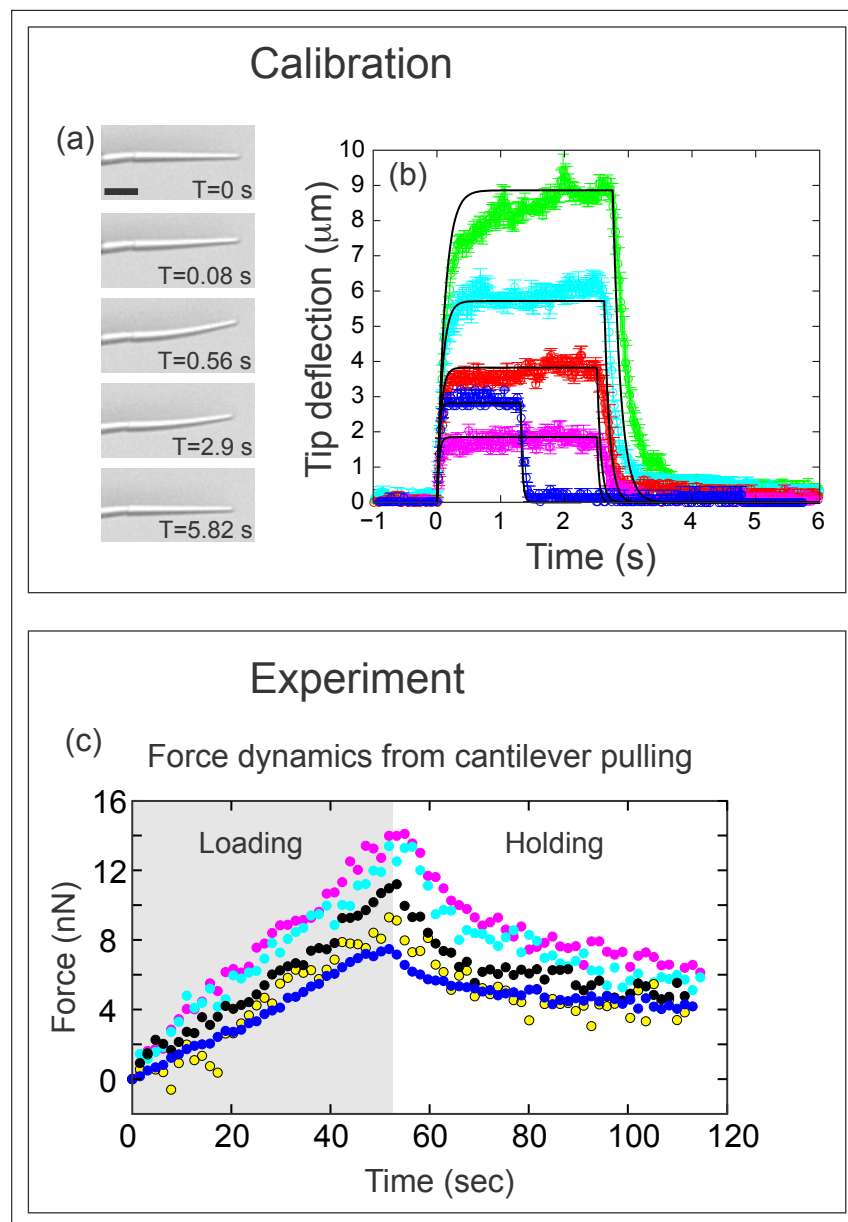 Calibration
(a)
T=0 s
T=0.08 s
T=0.56 s
T=2.9 s
T=5.82 s
(b)
10
9
8
7
6
5
4
3
2
1
0
Tip deflection (μm)
−1 0 1 2 3 4 5 6
Time (s)
Experiment
(c)
Force dynamics from cantilever pulling
16
12
8
4
0
Force (nN)
Loading
Holding
0 20 40 60 80 100 120
Time (sec)